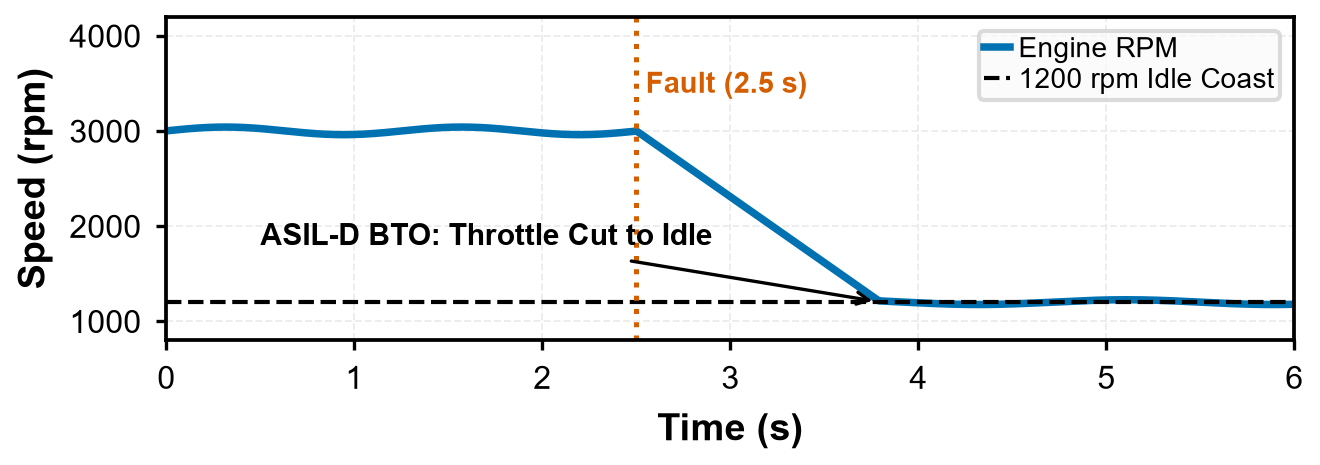 4000
3000
2000
1000
Speed (rpm)
Engine RPM
1200 rpm Idle Coast
Fault (2.5 s)
ASIL-D BTO: Throttle Cut to Idle
0 1 2 3 4 5 6
Time (s)